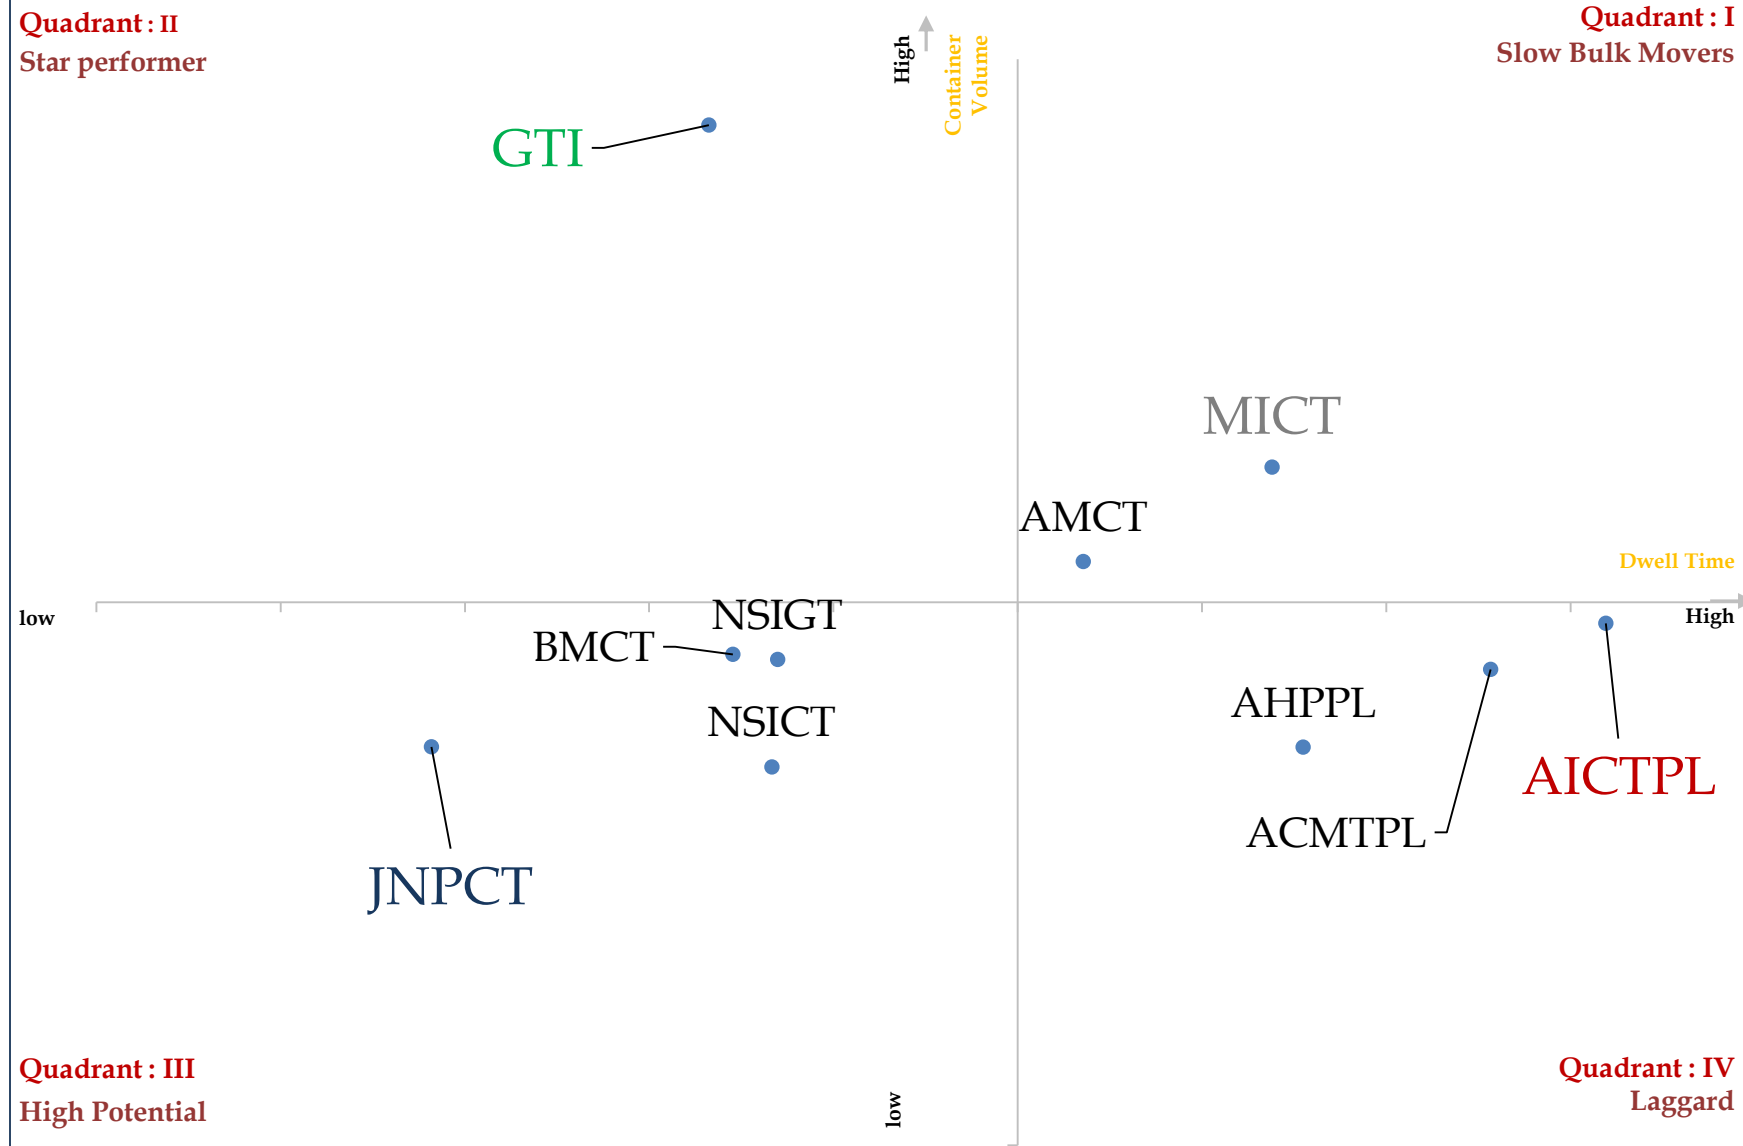 Quadrant : II
Star performer
High
Container
Volume
Quadrant : I
Slow Bulk Movers
GTI
MICT
AMCT
Dwell Time
low
High
NSIGT
BMCT
NSICT
AHPPL
AICTPL
ACMTPL
JNPCT
Quadrant : III
High Potential
low
Quadrant : IV
Laggard